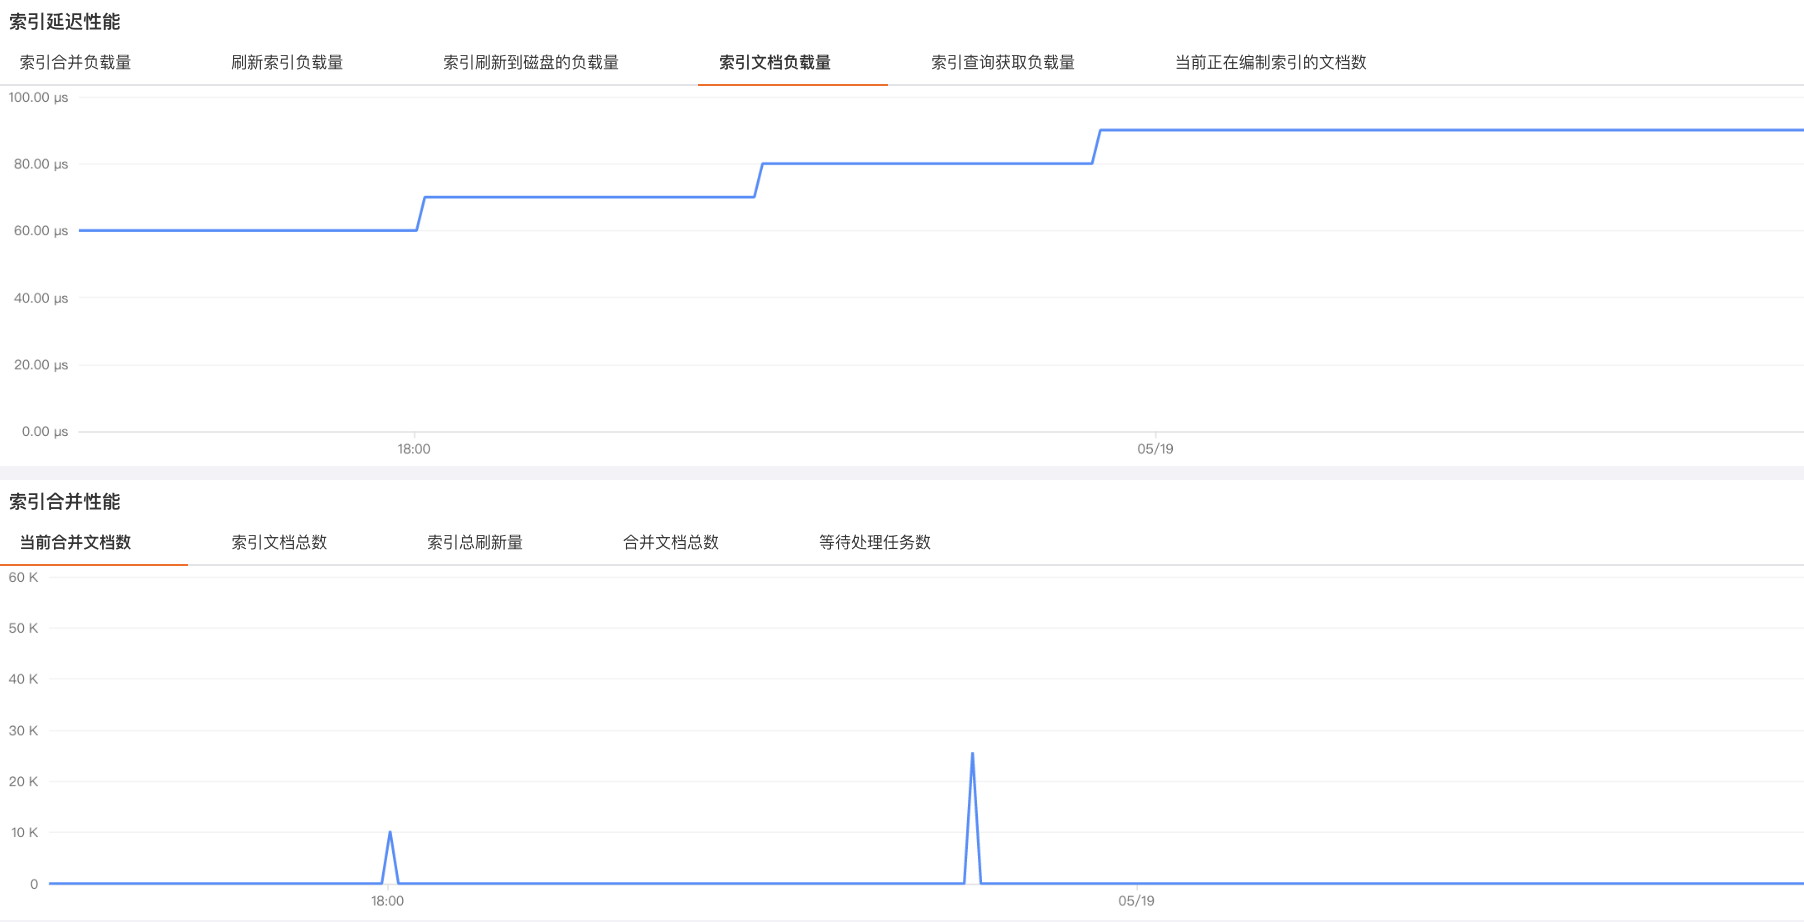 索引延迟性能
索引合并负载量 刷新索引负载量 索引刷新到磁盘的负载量 索引文档负载量 索引查询获取负载量 当前正在编制索引的文档数
100.00 µs
80.00 µs
60.00 µs
40.00 µs
20.00 µs
0.00 µs
18:00 05/19
索引合并性能
当前合并文档数 索引文档总数 索引总刷新量 合并文档总数 等待处理任务数
60 K
50 K
40 K
30 K
20 K
10 K
0
18:00 05/19